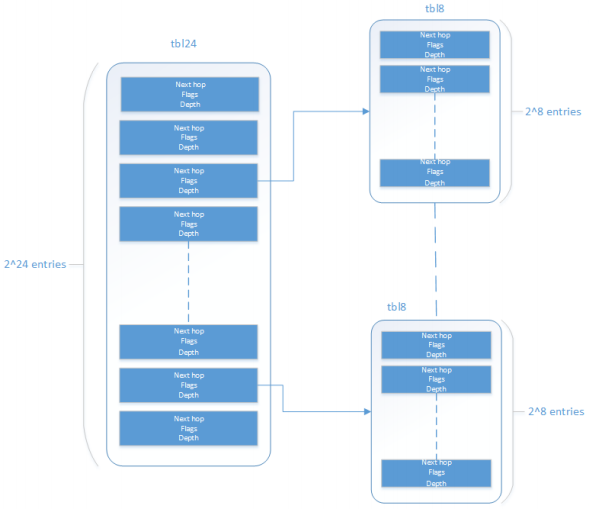 tbl24
Next hop
Flags
Depth
Next hop
Flags
Depth
Next hop
Flags
Depth
Next hop
Flags
Depth
Next hop
Flags
Depth
Next hop
Flags
Depth
Next hop
Flags
Depth
2^24 entries
tbl8
Next hop
Flags
Depth
Next hop
Flags
Depth
Next hop
Flags
Depth
2^8 entries
tbl8
Next hop
Flags
Depth
Next hop
Flags
Depth
Next hop
Flags
Depth
2^8 entries